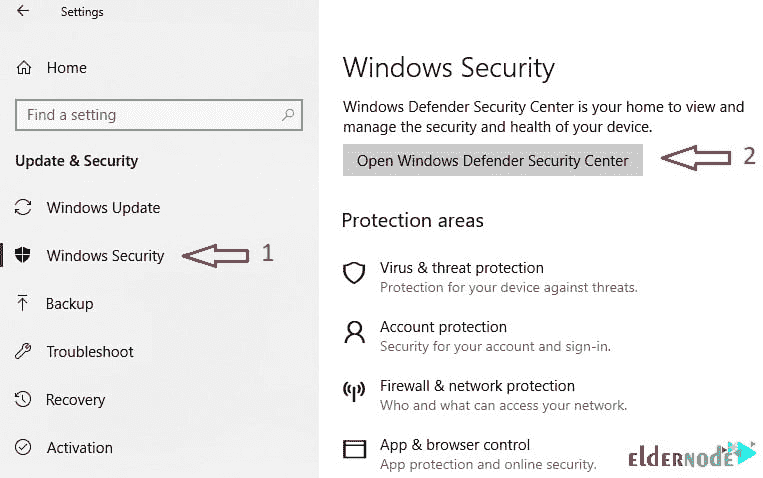 Settings
Home
Find a setting
Update & Security
Windows Update
Windows Security
1
Backup
Troubleshoot
Recovery
Activation
Windows Security
Windows Defender Security Center is your home to view and
manage the security and health of your device.
Open Windows Defender Security Center
2
Protection areas
Virus & threat protection
Protection for your device against threats.
Account protection
Security for your account and sign-in.
Firewall & network protection
Who and what can access your network.
App & browser control
App protection and online security.
ELDERNODE